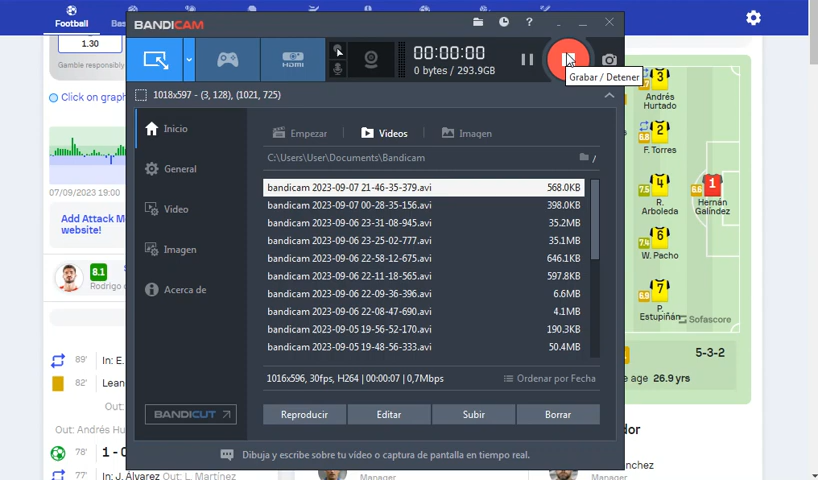 Football
Bas
1.30
Gamble responsibly
Click on graph
07/09/2023 19:00
Add Attack M
website!
8.1
Rodrigo
89'
In: E.
82'
Lean
Out:
Out: Andrés Hu
78'
1 - 0
77'
In: J. Álvarez Out: L. Martínez
BANDICAM
HDMI
00:00:00
0 bytes / 293.9GB
Grabar / Detener
1018x597 - (3, 128), (1021, 725)
Inicio
General
Video
Imagen
Acerca de
BANDICUT
Empezar
Videos
Imagen
C:\Users\User\Documents\Bandicam
/
bandicam 2023-09-07 21-46-35-379.avi 568.0KB
bandicam 2023-09-07 00-28-35-156.avi 398.0KB
bandicam 2023-09-06 23-31-08-945.avi 35.2MB
bandicam 2023-09-06 23-25-02-777.avi 35.1MB
bandicam 2023-09-06 22-58-12-675.avi 646.1KB
bandicam 2023-09-06 22-11-18-565.avi 597.8KB
bandicam 2023-09-06 22-09-36-396.avi 6.6MB
bandicam 2023-09-06 22-08-47-690.avi 4.1MB
bandicam 2023-09-05 19-56-52-170.avi 190.3KB
bandicam 2023-09-05 19-48-56-333.avi 50.4MB
1016x596, 30fps, H264 | 00:00:07 | 0,7Mbps
Ordenar por Fecha
Reproducir
Editar
Subir
Borrar
Dibuja y escribe sobre tu vídeo o captura de pantalla en tiempo real.
3
Andrés
Hurtado
2
F. Torres
4
7.5
R.
Arboleda
1
6.6
Hernán
Galíndez
6
7.4
W. Pacho
7
6.9
P.
Estupiñán
Sofascore
5-3-2
e age 26.9 yrs
do
nchez
Manager
Manager